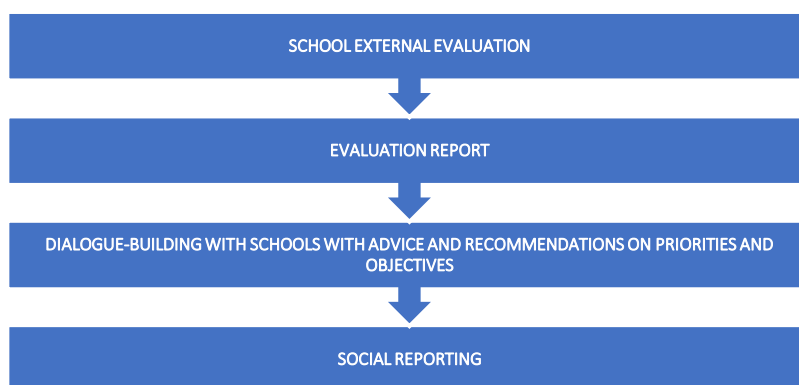 SCHOOL EXTERNAL EVALUATION
EVALUATION REPORT
DIALOGUE-BUILDING WITH SCHOOLS WITH ADVICE AND RECOMMENDATIONS ON PRIORITIES AND
OBJECTIVES
SOCIAL REPORTING